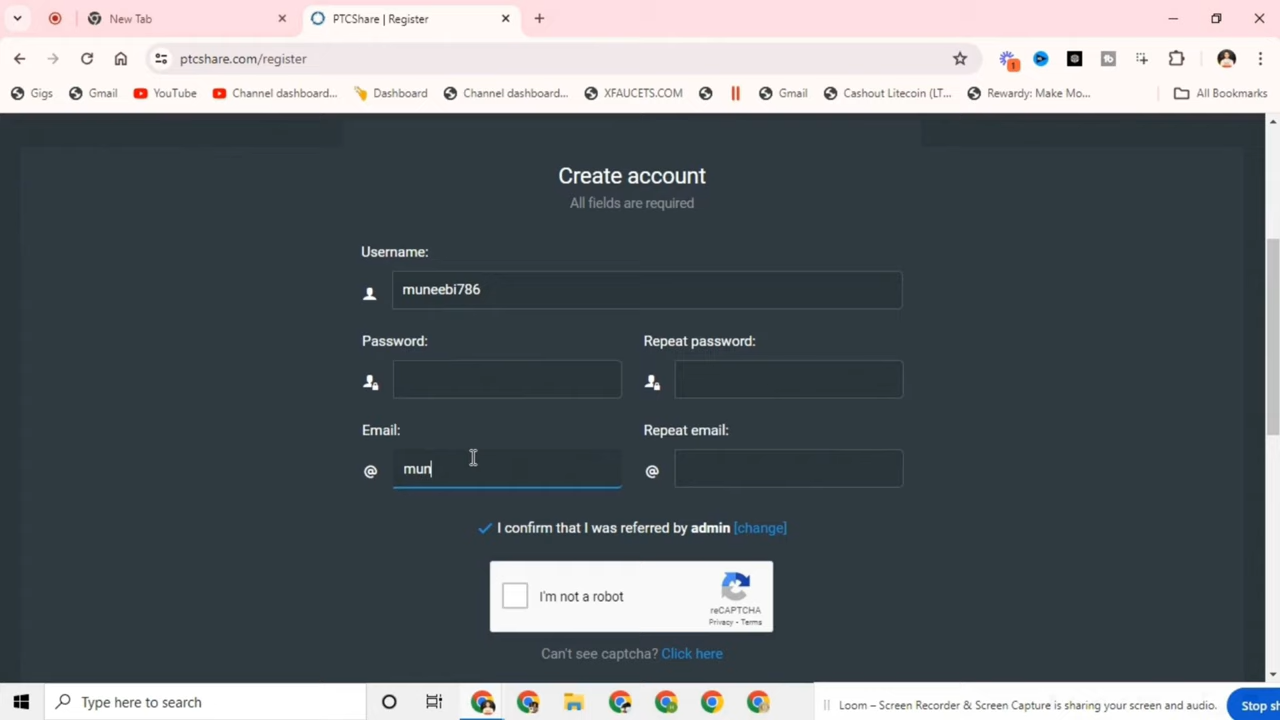 New Tab
PTCShare | Register
ptcshare.com/register
1
Gigs
Gmail
YouTube
Channel dashboard...
Dashboard
Channel dashboard...
XFAUCETS.COM
Gmail
Cashout Litecoin (LT...
Rewardy: Make Mo...
All Bookmarks
Create account
All fields are required
Username:
muneebi786
Password:
Repeat password:
Email:
Repeat email:
@ mun
@
I confirm that I was referred by admin [change]
I'm not a robot
reCAPTCHA
Privacy - Terms
Can't see captcha? Click here
Type here to search
Loom – Screen Recorder & Screen Capture is sharing your screen and audio.
Stop sh